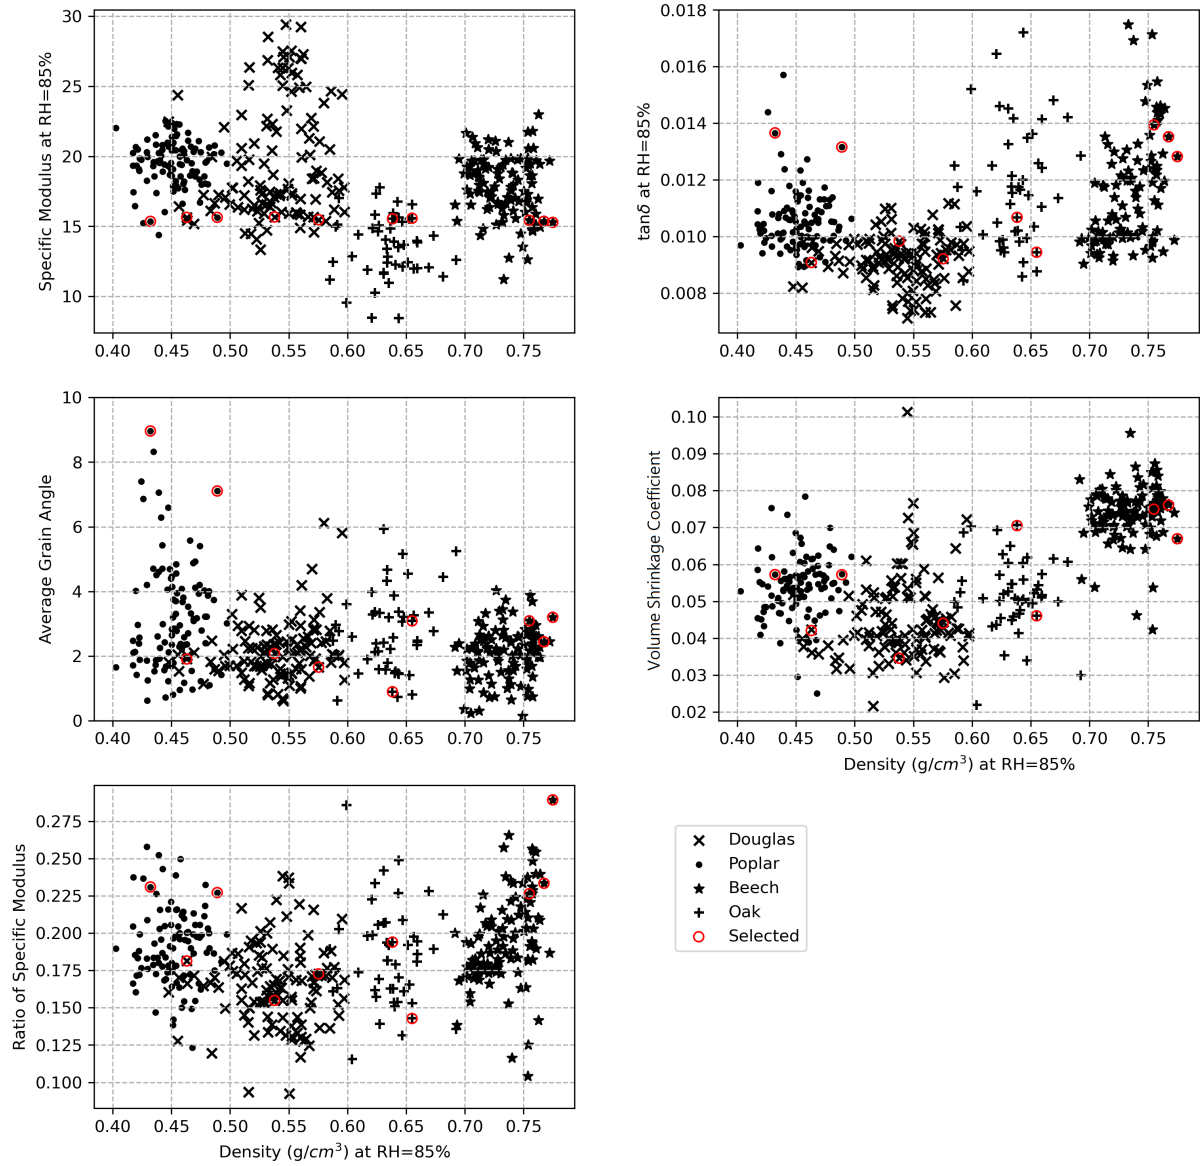 30
25
20
15
10
Specific Modulus at RH=85%
0.40 0.45 0.50 0.55 0.60 0.65 0.70 0.75
0.018
0.016
0.014
0.012
0.010
0.008
tanδ at RH=85%
0.40 0.45 0.50 0.55 0.60 0.65 0.70 0.75
10
8
6
4
2
0
Average Grain Angle
0.40 0.45 0.50 0.55 0.60 0.65 0.70 0.75
0.10
0.09
0.08
0.07
0.06
0.05
0.04
0.03
0.02
Volume Shrinkage Coefficient
0.40 0.45 0.50 0.55 0.60 0.65 0.70 0.75
Density (g/cm³) at RH=85%
0.275
0.250
0.225
0.200
0.175
0.150
0.125
0.100
Ratio of Specific Modulus
0.40 0.45 0.50 0.55 0.60 0.65 0.70 0.75
Density (g/cm³) at RH=85%
Douglas
Poplar
Beech
Oak
Selected